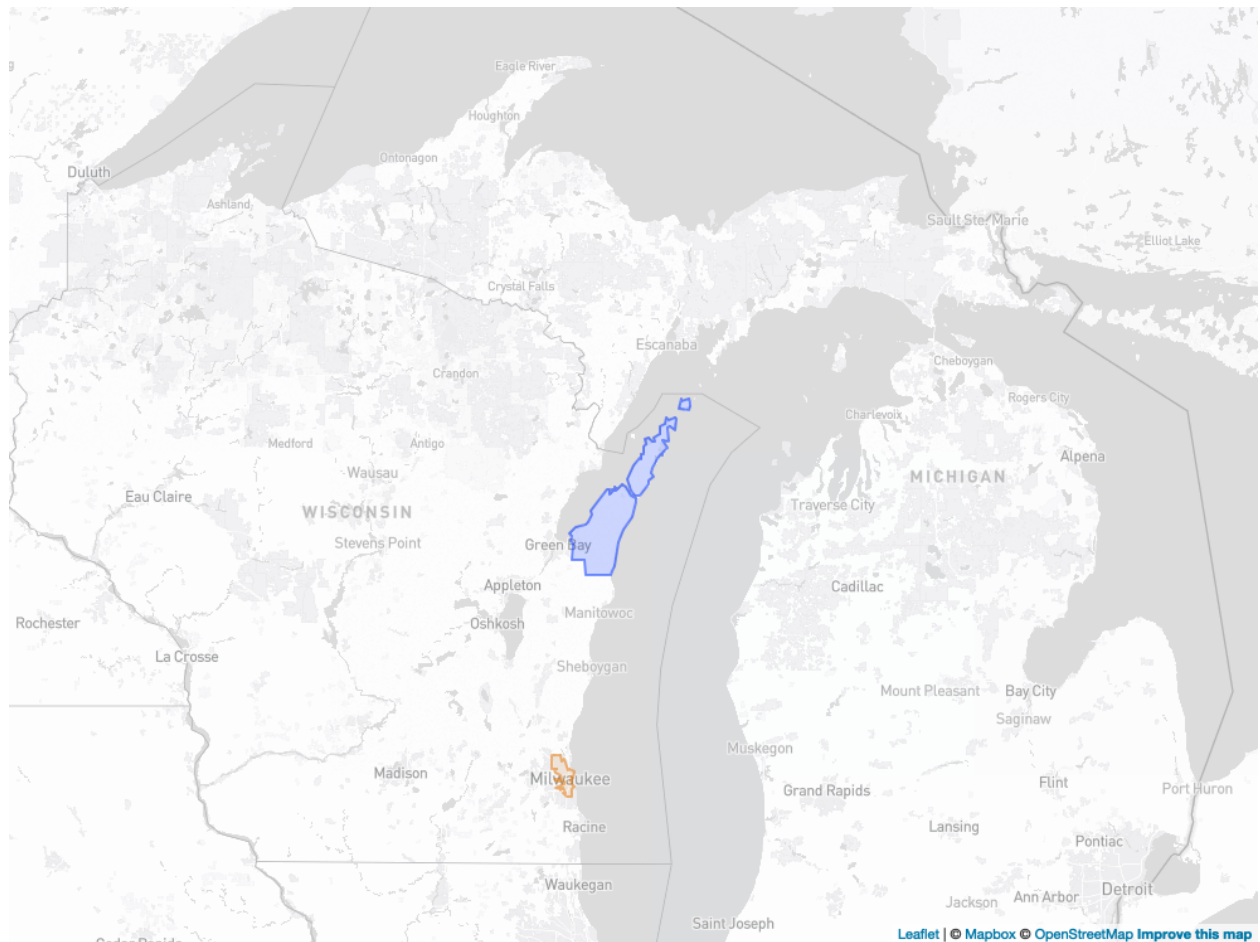 Eagle River
Houghton
Ontonagon
Duluth
Ashland
Sault Ste. Marie
Elliot Lake
Crystal Falls
Escanaba
Cheboygan
Crandon
Rogers City
Charlevoix
Medford
Antigo
Alpena
Wausau
MICHIGAN
Eau Claire
Traverse City
WISCONSIN
Stevens Point
Green Bay
Appleton
Cadillac
Manitowoc
Rochester
Oshkosh
La Crosse
Sheboygan
Mount Pleasant
Bay City
Saginaw
Muskegon
Madison
Milwaukee
Flint
Port Huron
Grand Rapids
Racine
Lansing
Pontiac
Waukegan
Detroit
Ann Arbor
Jackson
Saint Joseph
Leaflet | © Mapbox © OpenStreetMap Improve this map